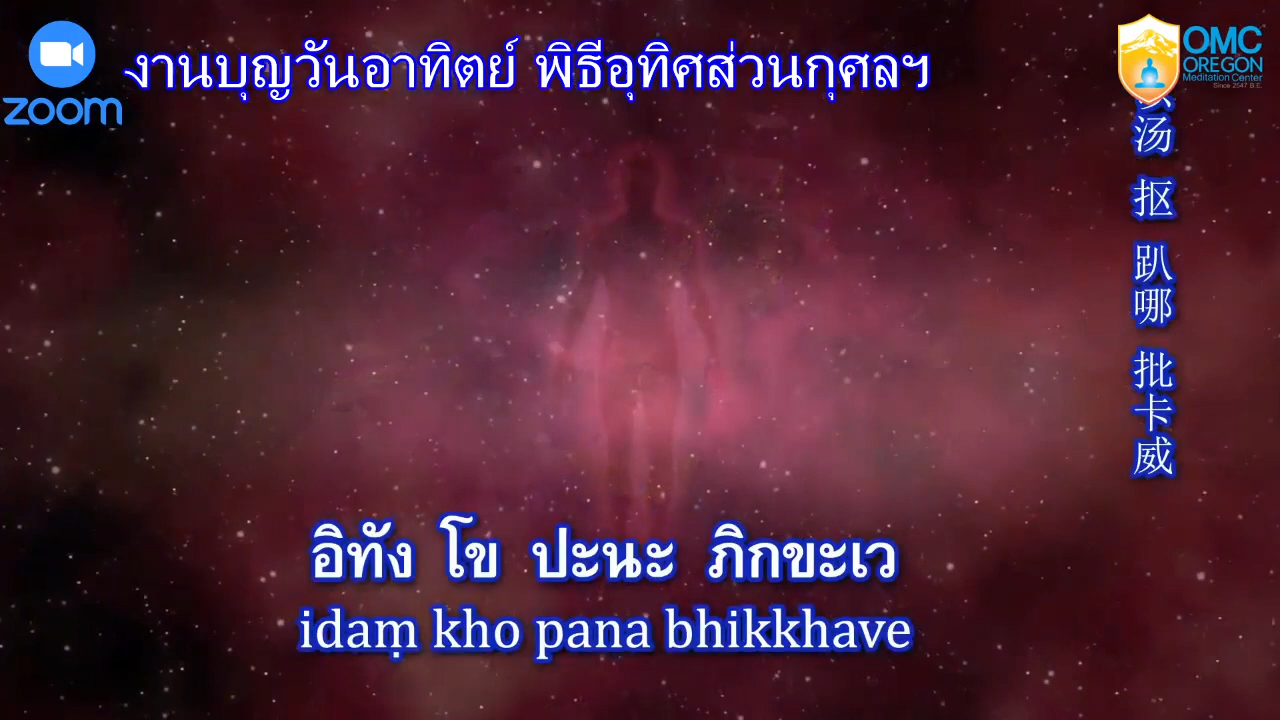 zoom
งานบุญวันอาทิตย์ พิธีอุทิศส่วนกุศลฯ
OMC
OREGON
Meditation Center
Since 2547 B.E.
汤 抠 趴哪 批卡威
อิทัง โข ปะนะ ภิกขะเว
idaṃ kho pana bhikkhave